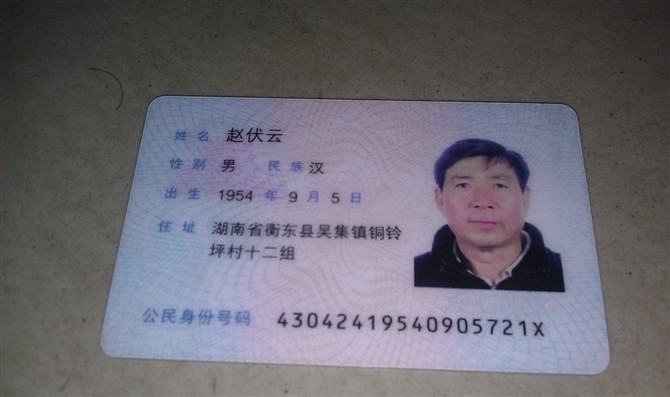 姓名 赵伏云
性别 男 民族 汉
出生 1954 年 9 月 5 日
住址 湖南省衡东县吴集镇铜铃
坪村十二组
公民身份号码 43042419540905721X